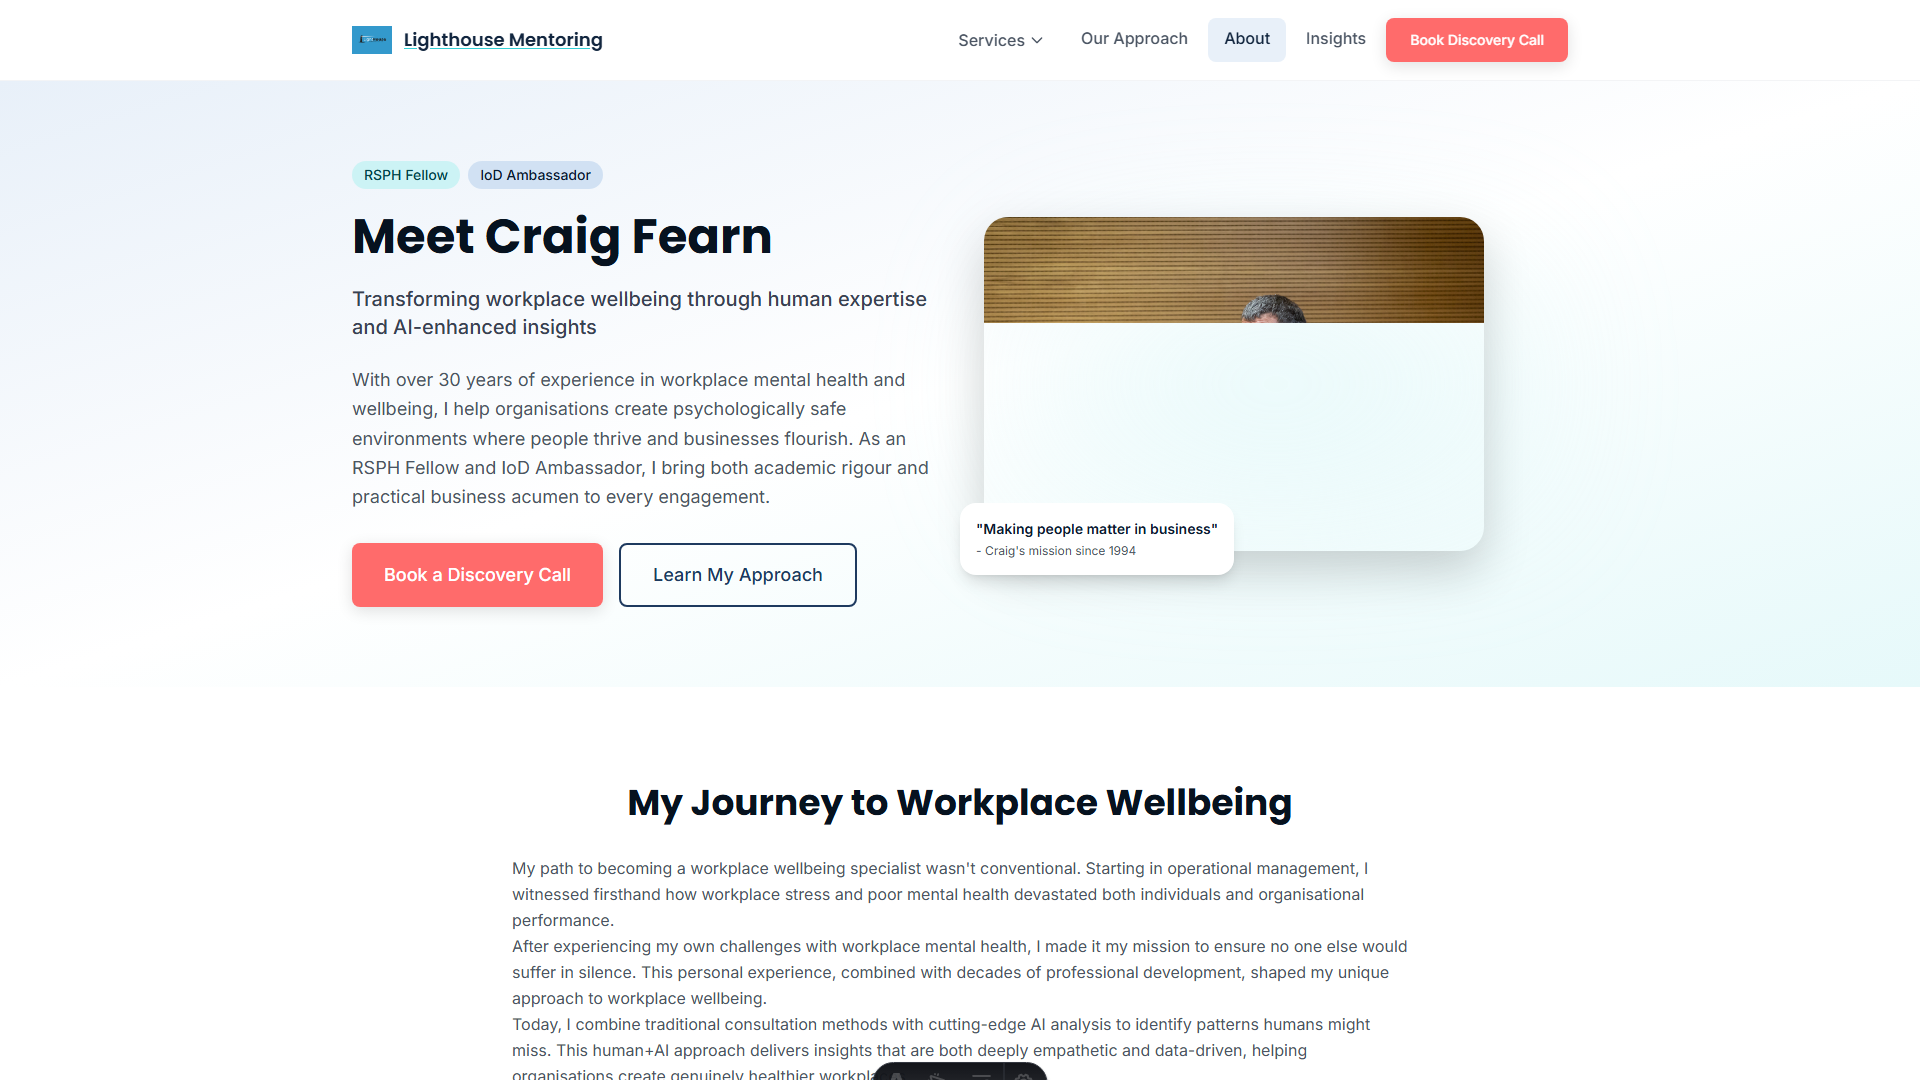 Lighthouse Mentoring
Services
Our Approach
About
Insights
Book Discovery Call
RSPH Fellow
IoD Ambassador
Meet Craig Fearn
Transforming workplace wellbeing through human expertise
and AI-enhanced insights
With over 30 years of experience in workplace mental health and
wellbeing, I help organisations create psychologically safe
environments where people thrive and businesses flourish. As an
RSPH Fellow and IoD Ambassador, I bring both academic rigour and
practical business acumen to every engagement.
Book a Discovery Call
Learn My Approach
"Making people matter in business"
- Craig's mission since 1994
My Journey to Workplace Wellbeing
My path to becoming a workplace wellbeing specialist wasn't conventional. Starting in operational management, I
witnessed firsthand how workplace stress and poor mental health devastated both individuals and organisational
performance.
After experiencing my own challenges with workplace mental health, I made it my mission to ensure no one else would
suffer in silence. This personal experience, combined with decades of professional development, shaped my unique
approach to workplace wellbeing.
Today, I combine traditional consultation methods with cutting-edge AI analysis to identify patterns humans might
miss. This human+AI approach delivers insights that are both deeply empathetic and data-driven, helping
organisations create genuinely healthier